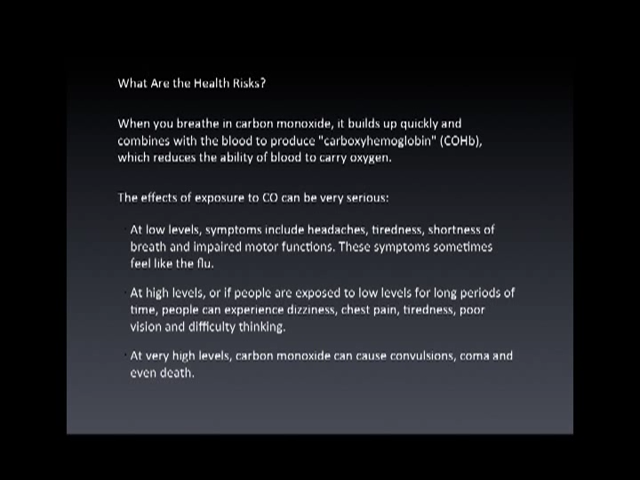 What Are the Health Risks?
When you breathe in carbon monoxide, it builds up quickly and
combines with the blood to produce "carboxyhemoglobin" (COHb),
which reduces the ability of blood to carry oxygen.
The effects of exposure to CO can be very serious:
· At low levels, symptoms include headaches, tiredness, shortness of
breath and impaired motor functions. These symptoms sometimes
feel like the flu.
· At high levels, or if people are exposed to low levels for long periods of
time, people can experience dizziness, chest pain, tiredness, poor
vision and difficulty thinking.
· At very high levels, carbon monoxide can cause convulsions, coma and
even death.